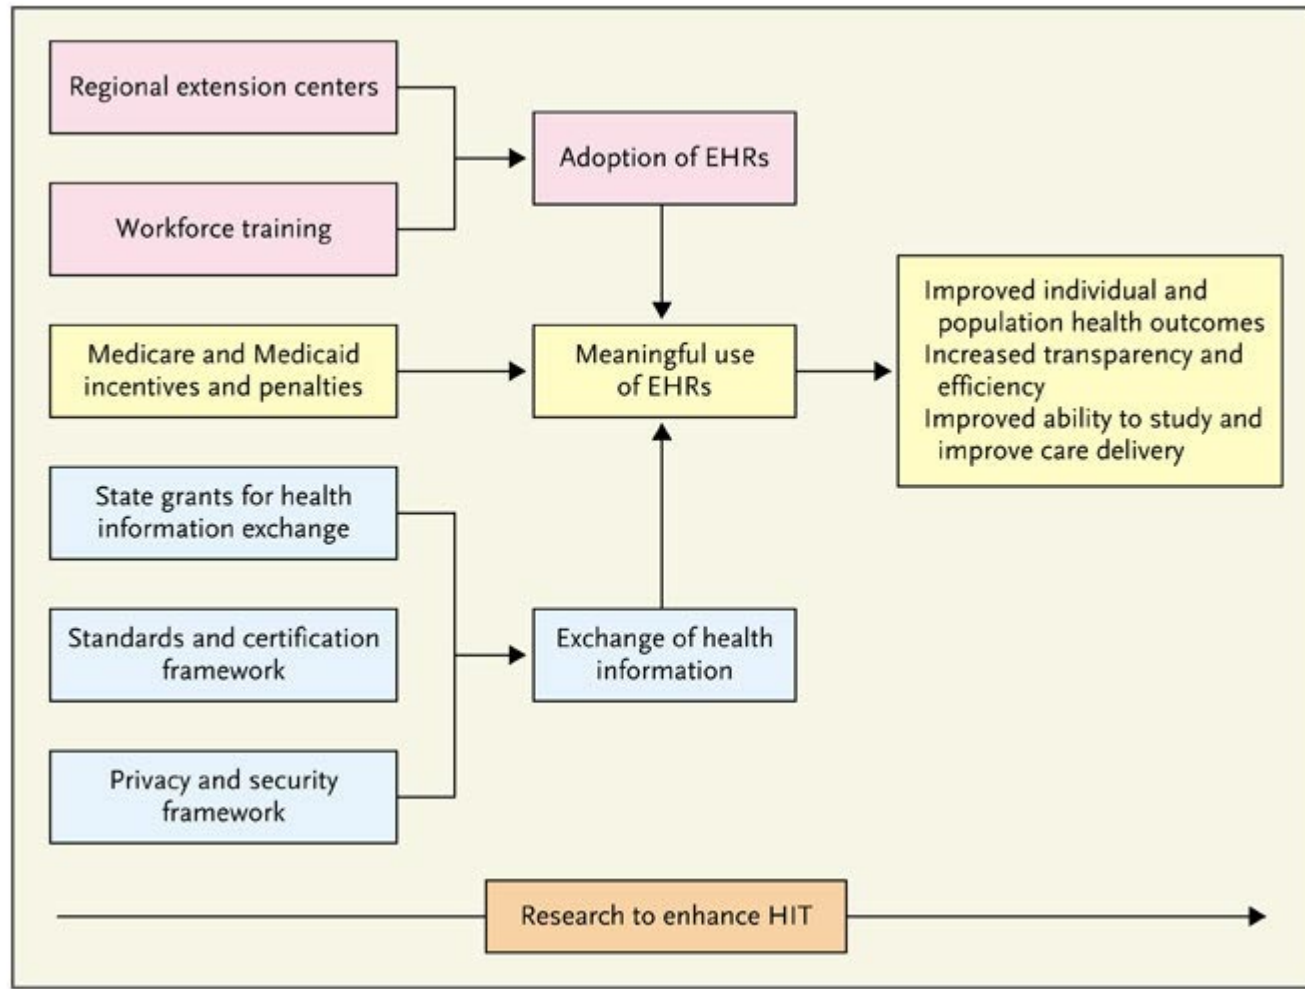 Regional extension centers
Adoption of EHRs
Workforce training
Medicare and Medicaid
incentives and penalties
Meaningful use
of EHRs
Improved individual and
population health outcomes
Increased transparency and
efficiency
Improved ability to study and
improve care delivery
State grants for health
information exchange
Standards and certification
framework
Exchange of health
information
Privacy and security
framework
Research to enhance HIT